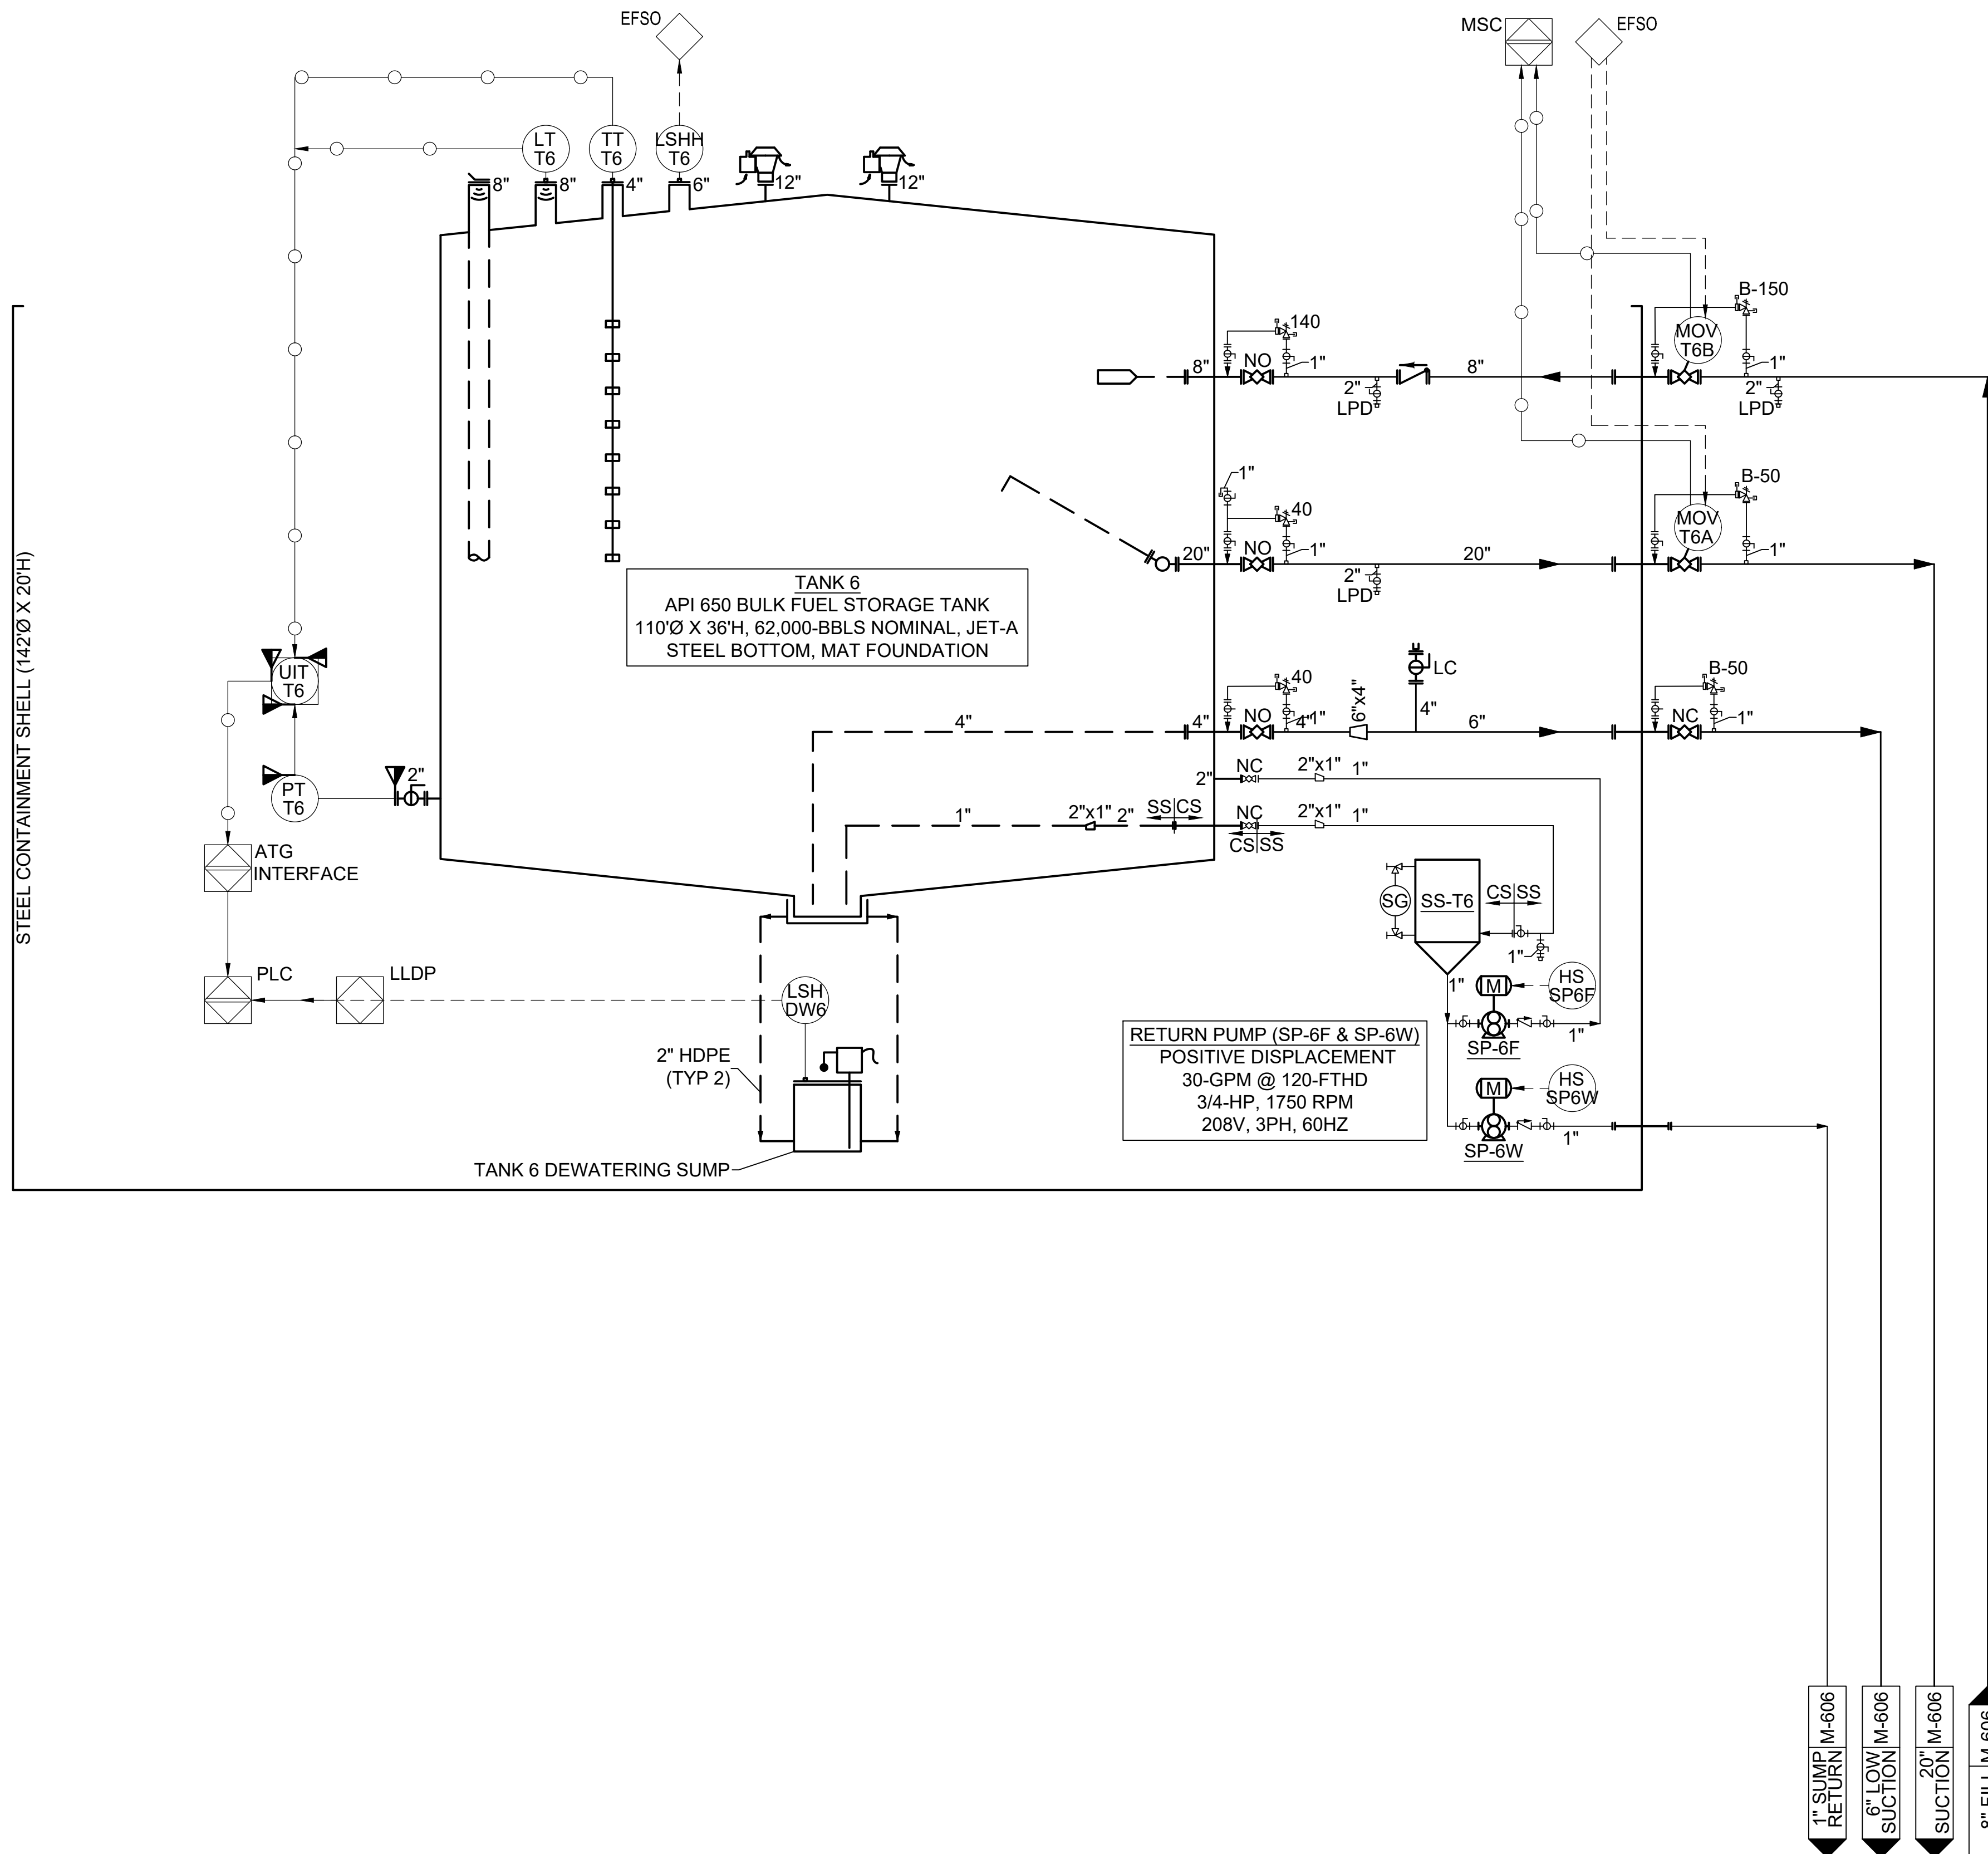 EFSO
MSC
EFSO
LT
T6
TT
T6
LSHH
T6
8"
8"
4"
6"
12"
12"
STEEL CONTAINMENT SHELL (142'Ø X 20'H)
B-150
MOV
T6B
140
8"
NO
1"
2"
LPD
8"
1"
2"
LPD
B-50
MOV
T6A
1"
40
20"
NO
1"
2"
LPD
20"
1"
TANK 6
API 650 BULK FUEL STORAGE TANK
110'Ø X 36'H, 62,000-BBLS NOMINAL, JET-A
STEEL BOTTOM, MAT FOUNDATION
UIT
T6
PT
T6
2"
40
4"
4"
NO
4"
1"
6"x4"
LC
4"
6"
B-50
NC
1"
2"
NC
2"x1"
1"
1"
2"x1"
2"
SS
CS
NC
2"x1"
1"
CS
SS
ATG
INTERFACE
PLC
LLDP
LSH
DW6
SG
SS-T6
CS
SS
1"
1"
M
HS
SP6F
SP-6F
1"
M
HS
SP6W
SP-6W
1"
RETURN PUMP (SP-6F & SP-6W)
POSITIVE DISPLACEMENT
30-GPM @ 120-FTHD
3/4-HP, 1750 RPM
208V, 3PH, 60HZ
2" HDPE
(TYP 2)
TANK 6 DEWATERING SUMP
1" SUMP
RETURN
M-606
6" LOW
SUCTION
M-606
20"
SUCTION
M-606
8" FILL
M-606